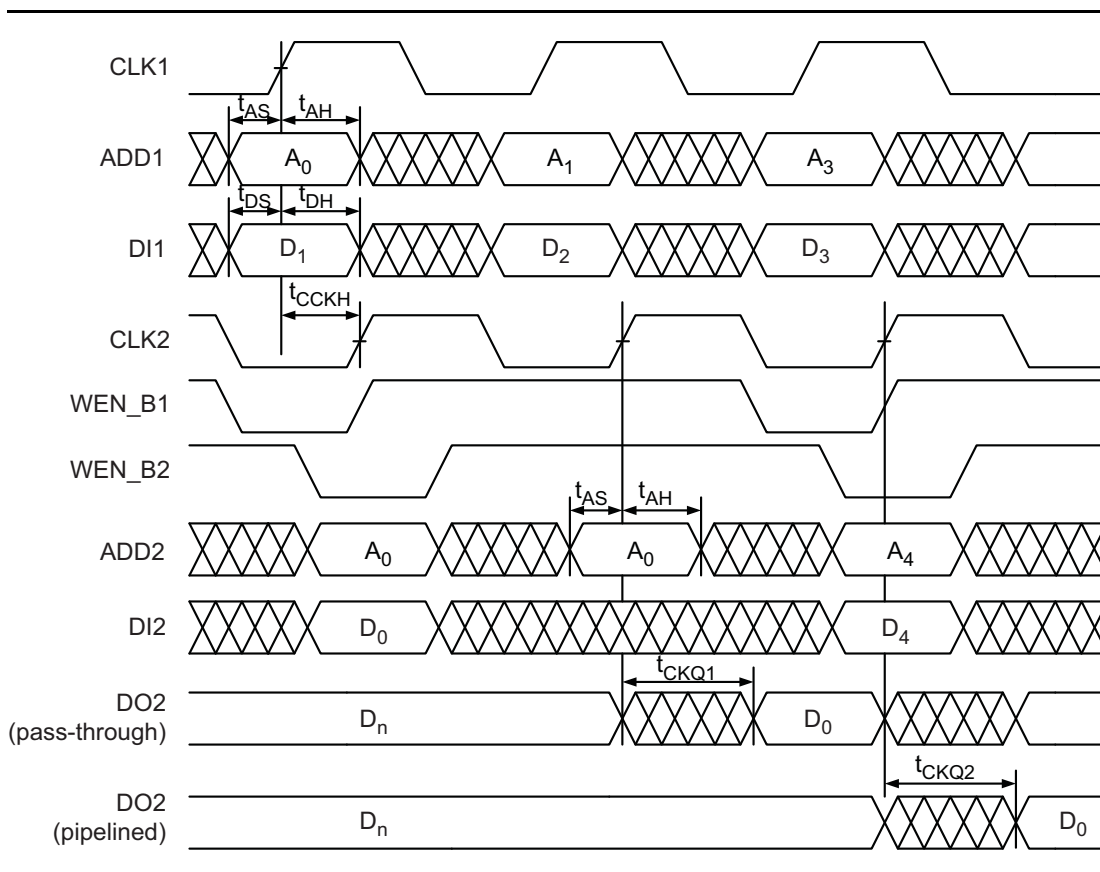 CLK1
tAS tAH
ADD1 A0 A1 A3
tDS tDH
DI1 D1 D2 D3
tCCKH
CLK2
WEN_B1
WEN_B2
tAS tAH
ADD2 A0 A0 A4
DI2 D0 D4
tCKQ1
DO2
(pass-through)
Dn D0
tCKQ2
DO2
(pipelined)
Dn D0